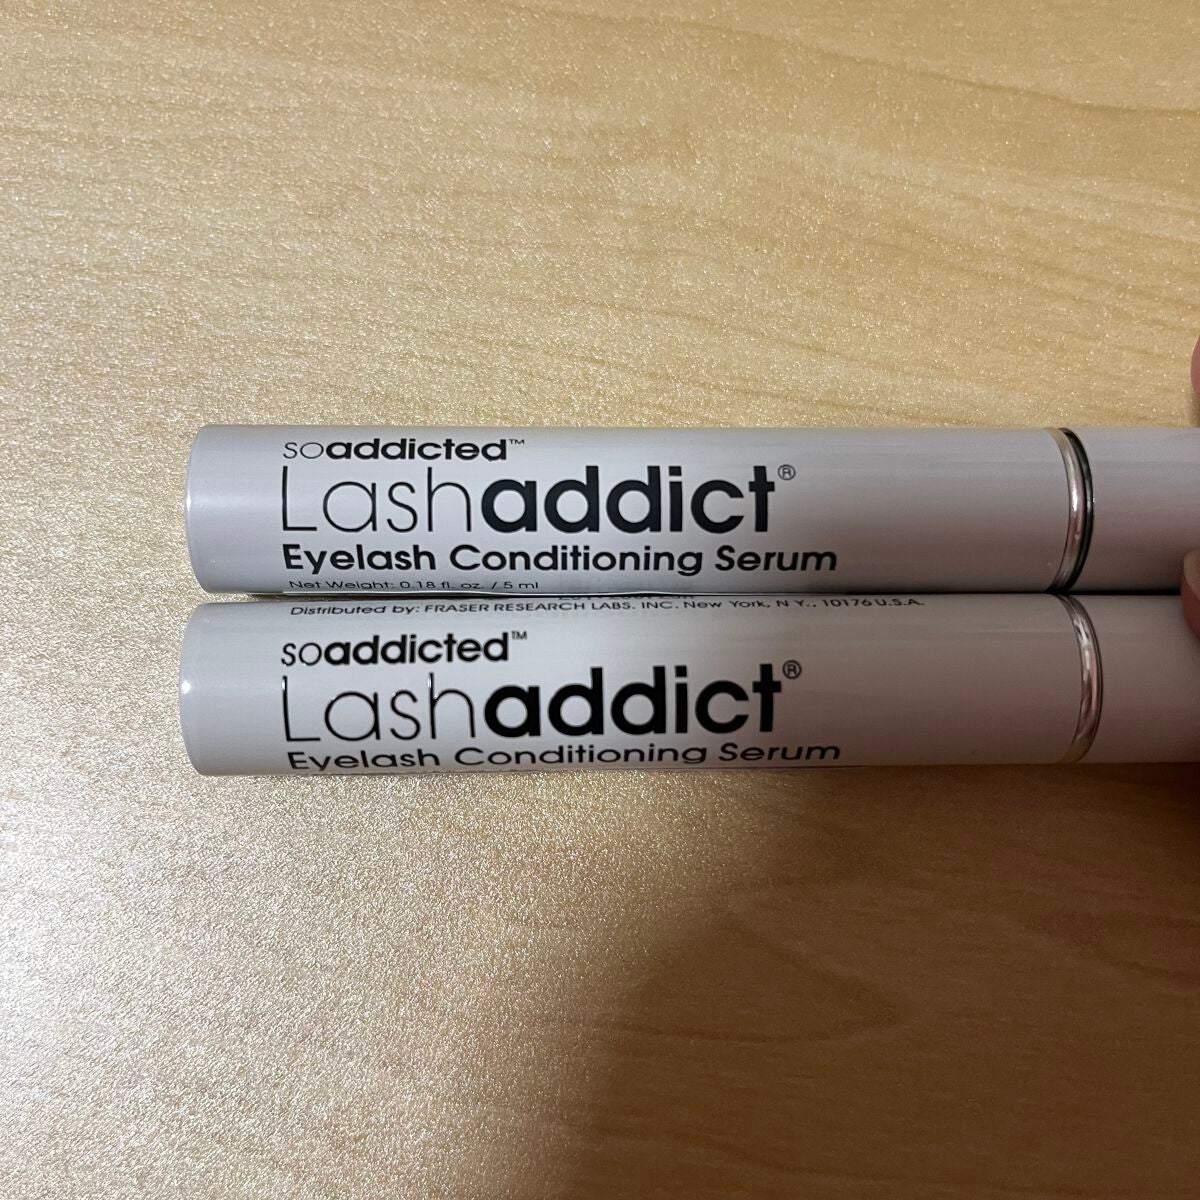 soaddicted™
Lashaddict®
Eyelash Conditioning Serum
Net Weight: 0.18 fl. oz. / 5 ml
Distributed by: FRASER RESEARCH LABS. INC. New York, N Y., 10176 U.S.A.
soaddicted™
Lashaddict®
Eyelash Conditioning Serum